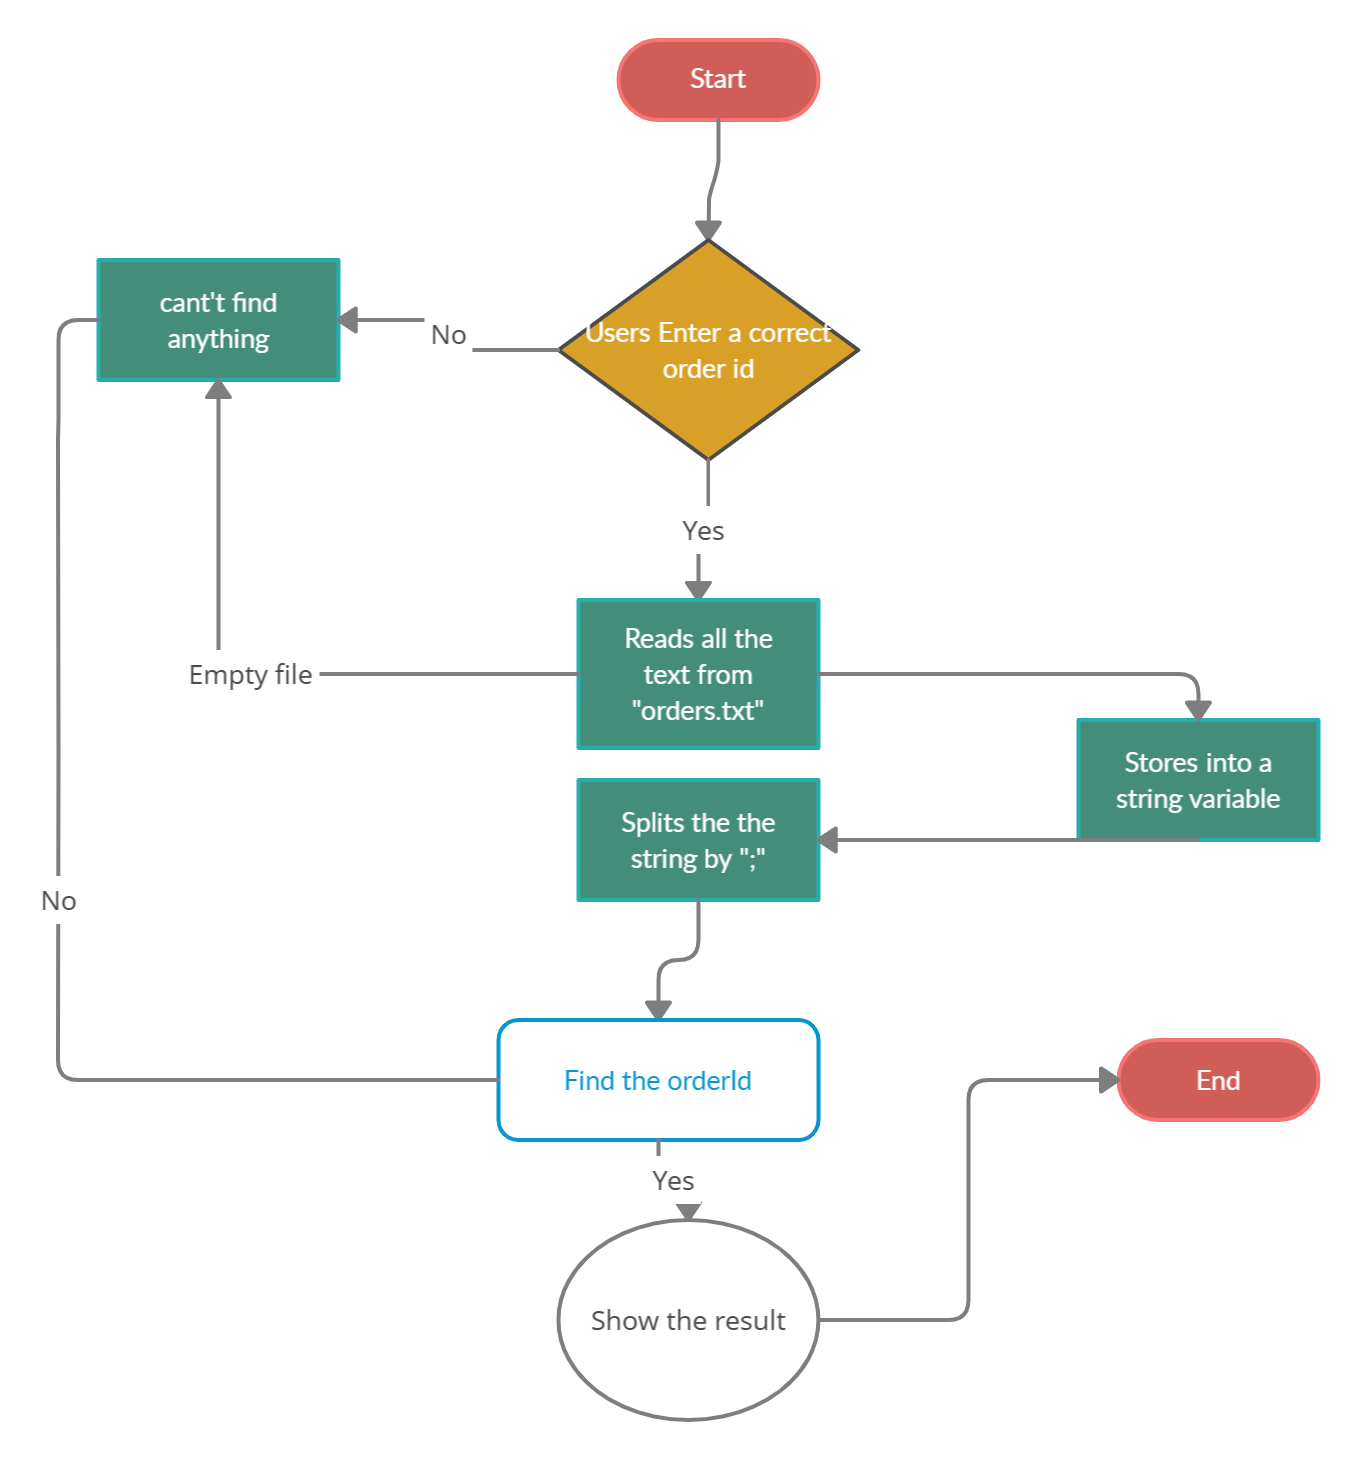 Start
cant't find
anything
No
Users Enter a correct
order id
Yes
Reads all the
text from
"orders.txt"
Empty file
Stores into a
string variable
Splits the the
string by ";"
No
Find the orderId
End
Yes
Show the result